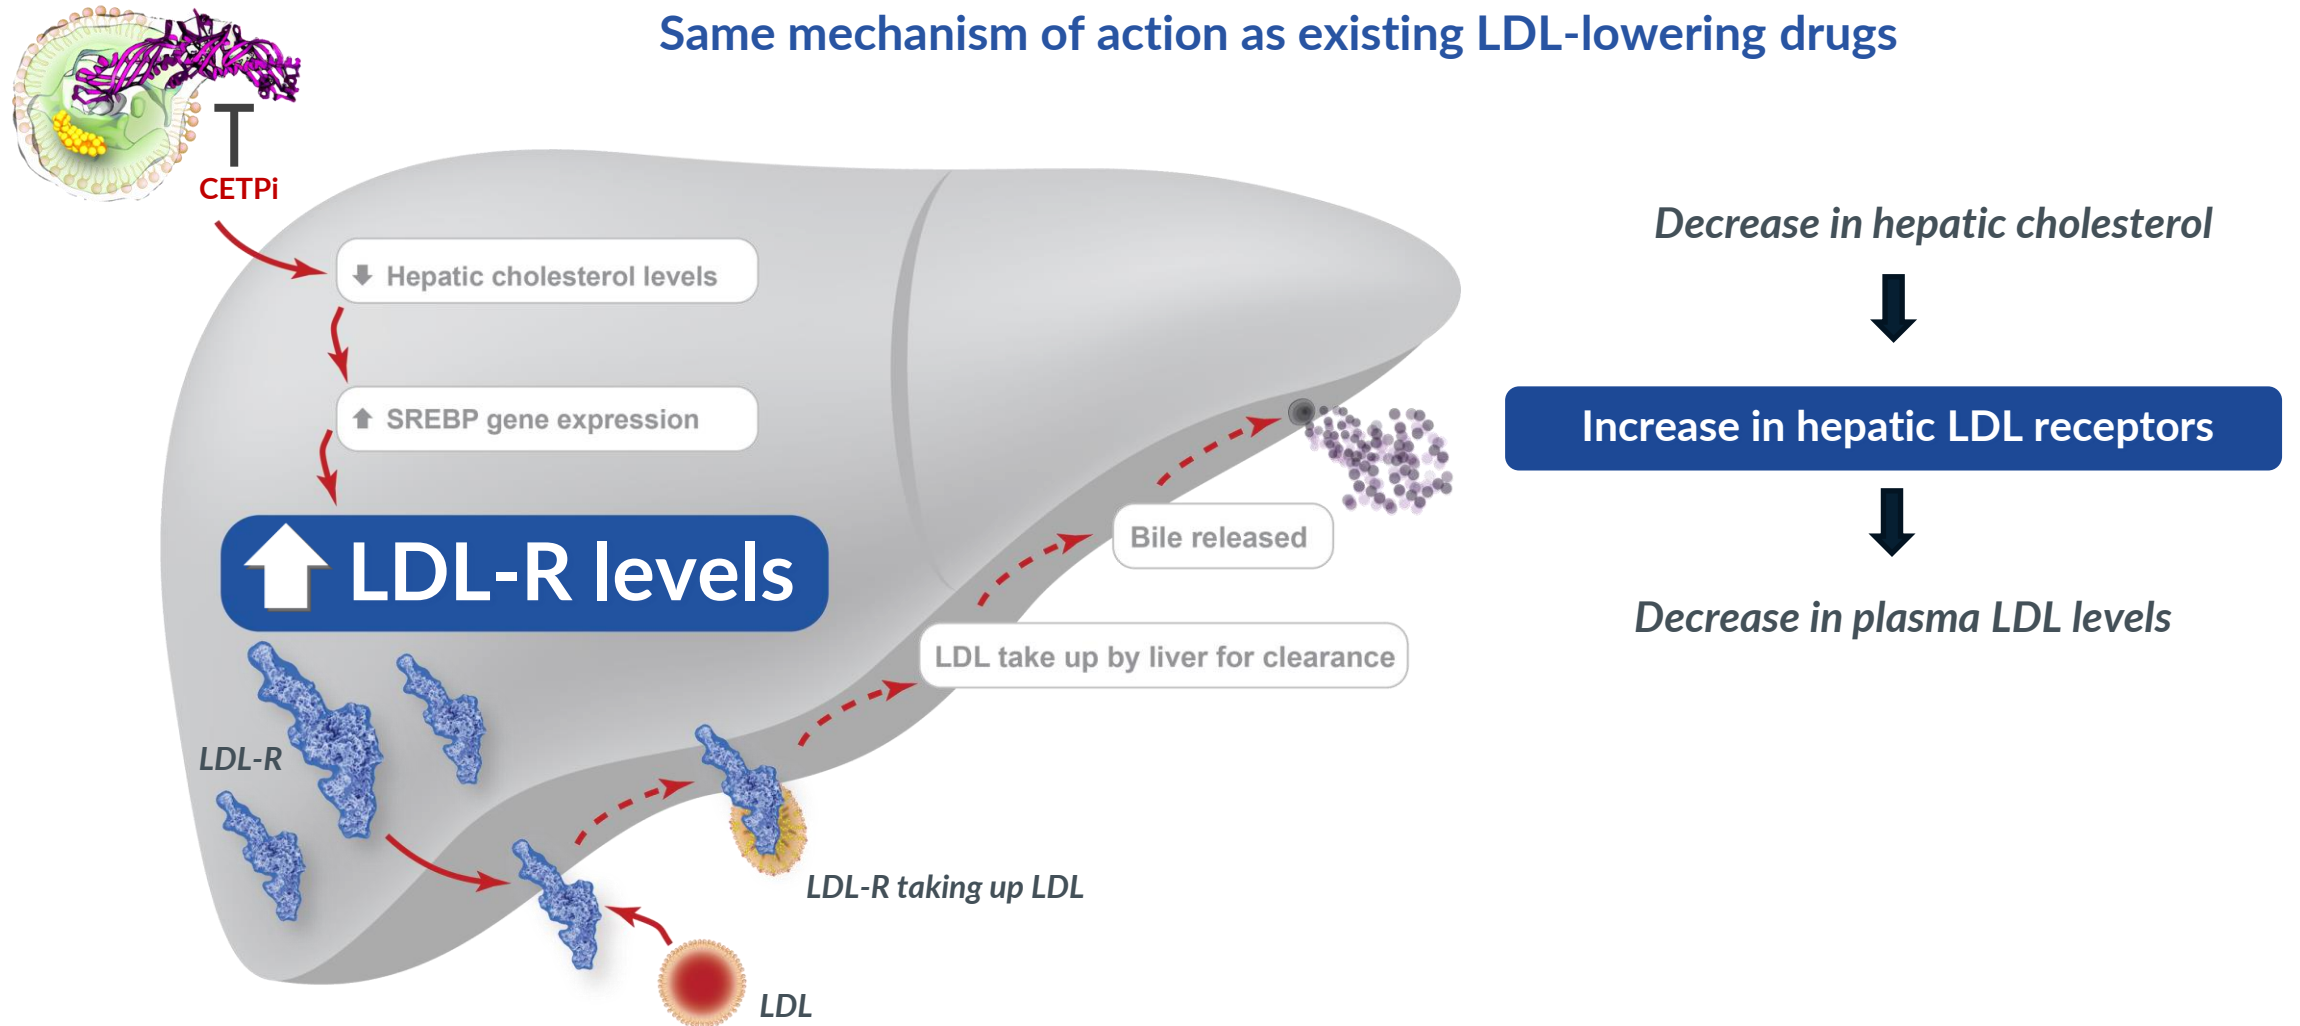 Same mechanism of action as existing LDL-lowering drugs
CETPi
Hepatic cholesterol levels
SREBP gene expression
LDL-R levels
LDL-R
LDL
LDL-R taking up LDL
LDL take up by liver for clearance
Bile released
Decrease in hepatic cholesterol
Increase in hepatic LDL receptors
Decrease in plasma LDL levels